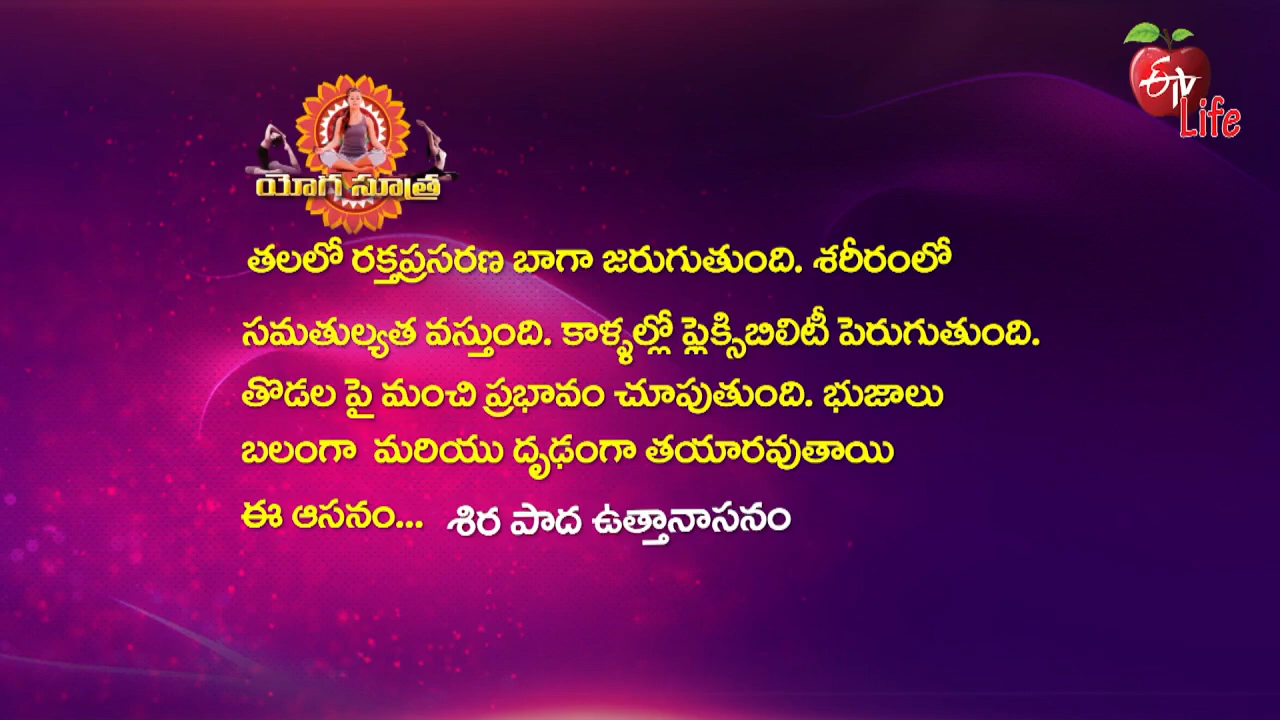 ETV Life
యోగ సూత్ర
తలలో రక్తప్రసరణ బాగా జరుగుతుంది. శరీరంలో
సమతుల్యత వస్తుంది. కాళ్ళల్లో ఫ్లెక్సిబిలిటీ పెరుగుతుంది.
తొడల పై మంచి ప్రభావం చూపుతుంది. భుజాలు
బలంగా మరియు దృఢంగా తయారవుతాయి
ఈ ఆసనం... శిర పాద ఉత్తానాసనం